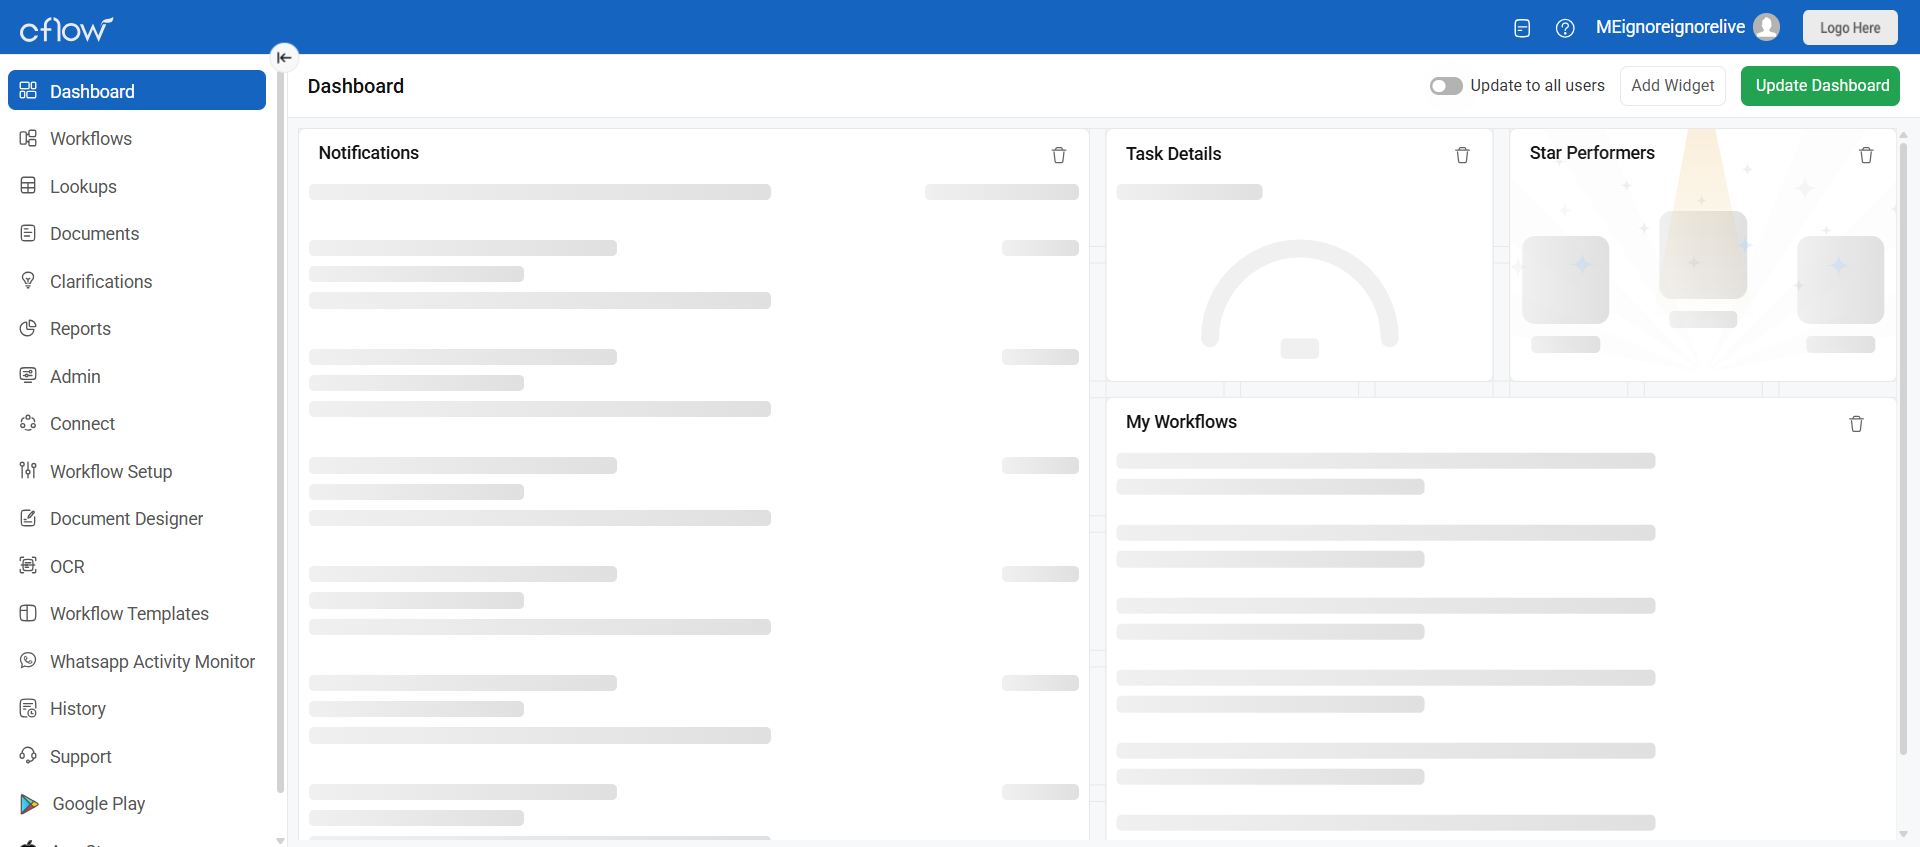 cflow
MEignoreignorelive
Logo Here
Dashboard
Workflows
Lookups
Documents
Clarifications
Reports
Admin
Connect
Workflow Setup
Document Designer
OCR
Workflow Templates
Whatsapp Activity Monitor
History
Support
Google Play
Dashboard
Update to all users
Add Widget
Update Dashboard
Notifications
Task Details
Star Performers
My Workflows